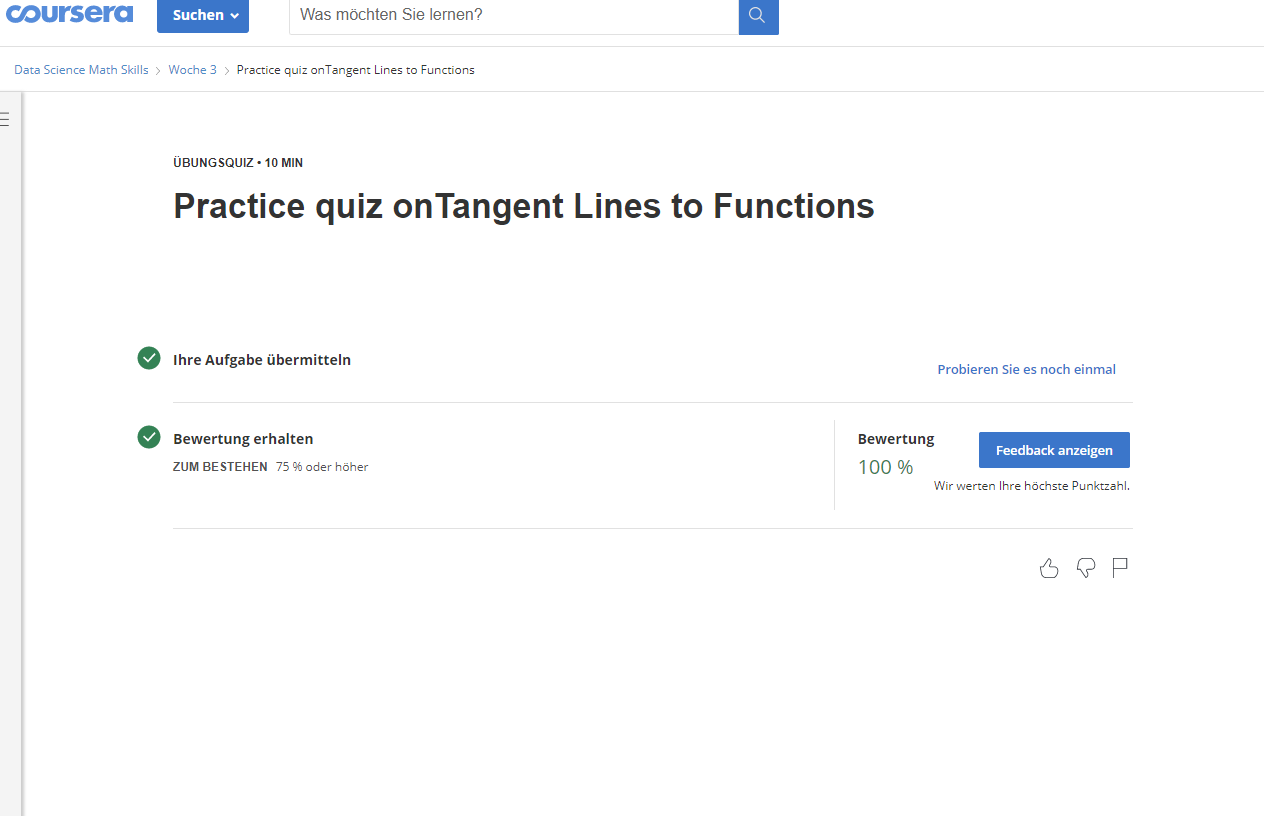 coursera
Suchen
Was möchten Sie lernen?
Data Science Math Skills > Woche 3 > Practice quiz onTangent Lines to Functions
ÜBUNGSQUIZ • 10 MIN
Practice quiz onTangent Lines to Functions
Ihre Aufgabe übermitteln
Probieren Sie es noch einmal
Bewertung erhalten
ZUM BESTEHEN 75 % oder höher
Bewertung
100 %
Feedback anzeigen
Wir werten Ihre höchste Punktzahl.